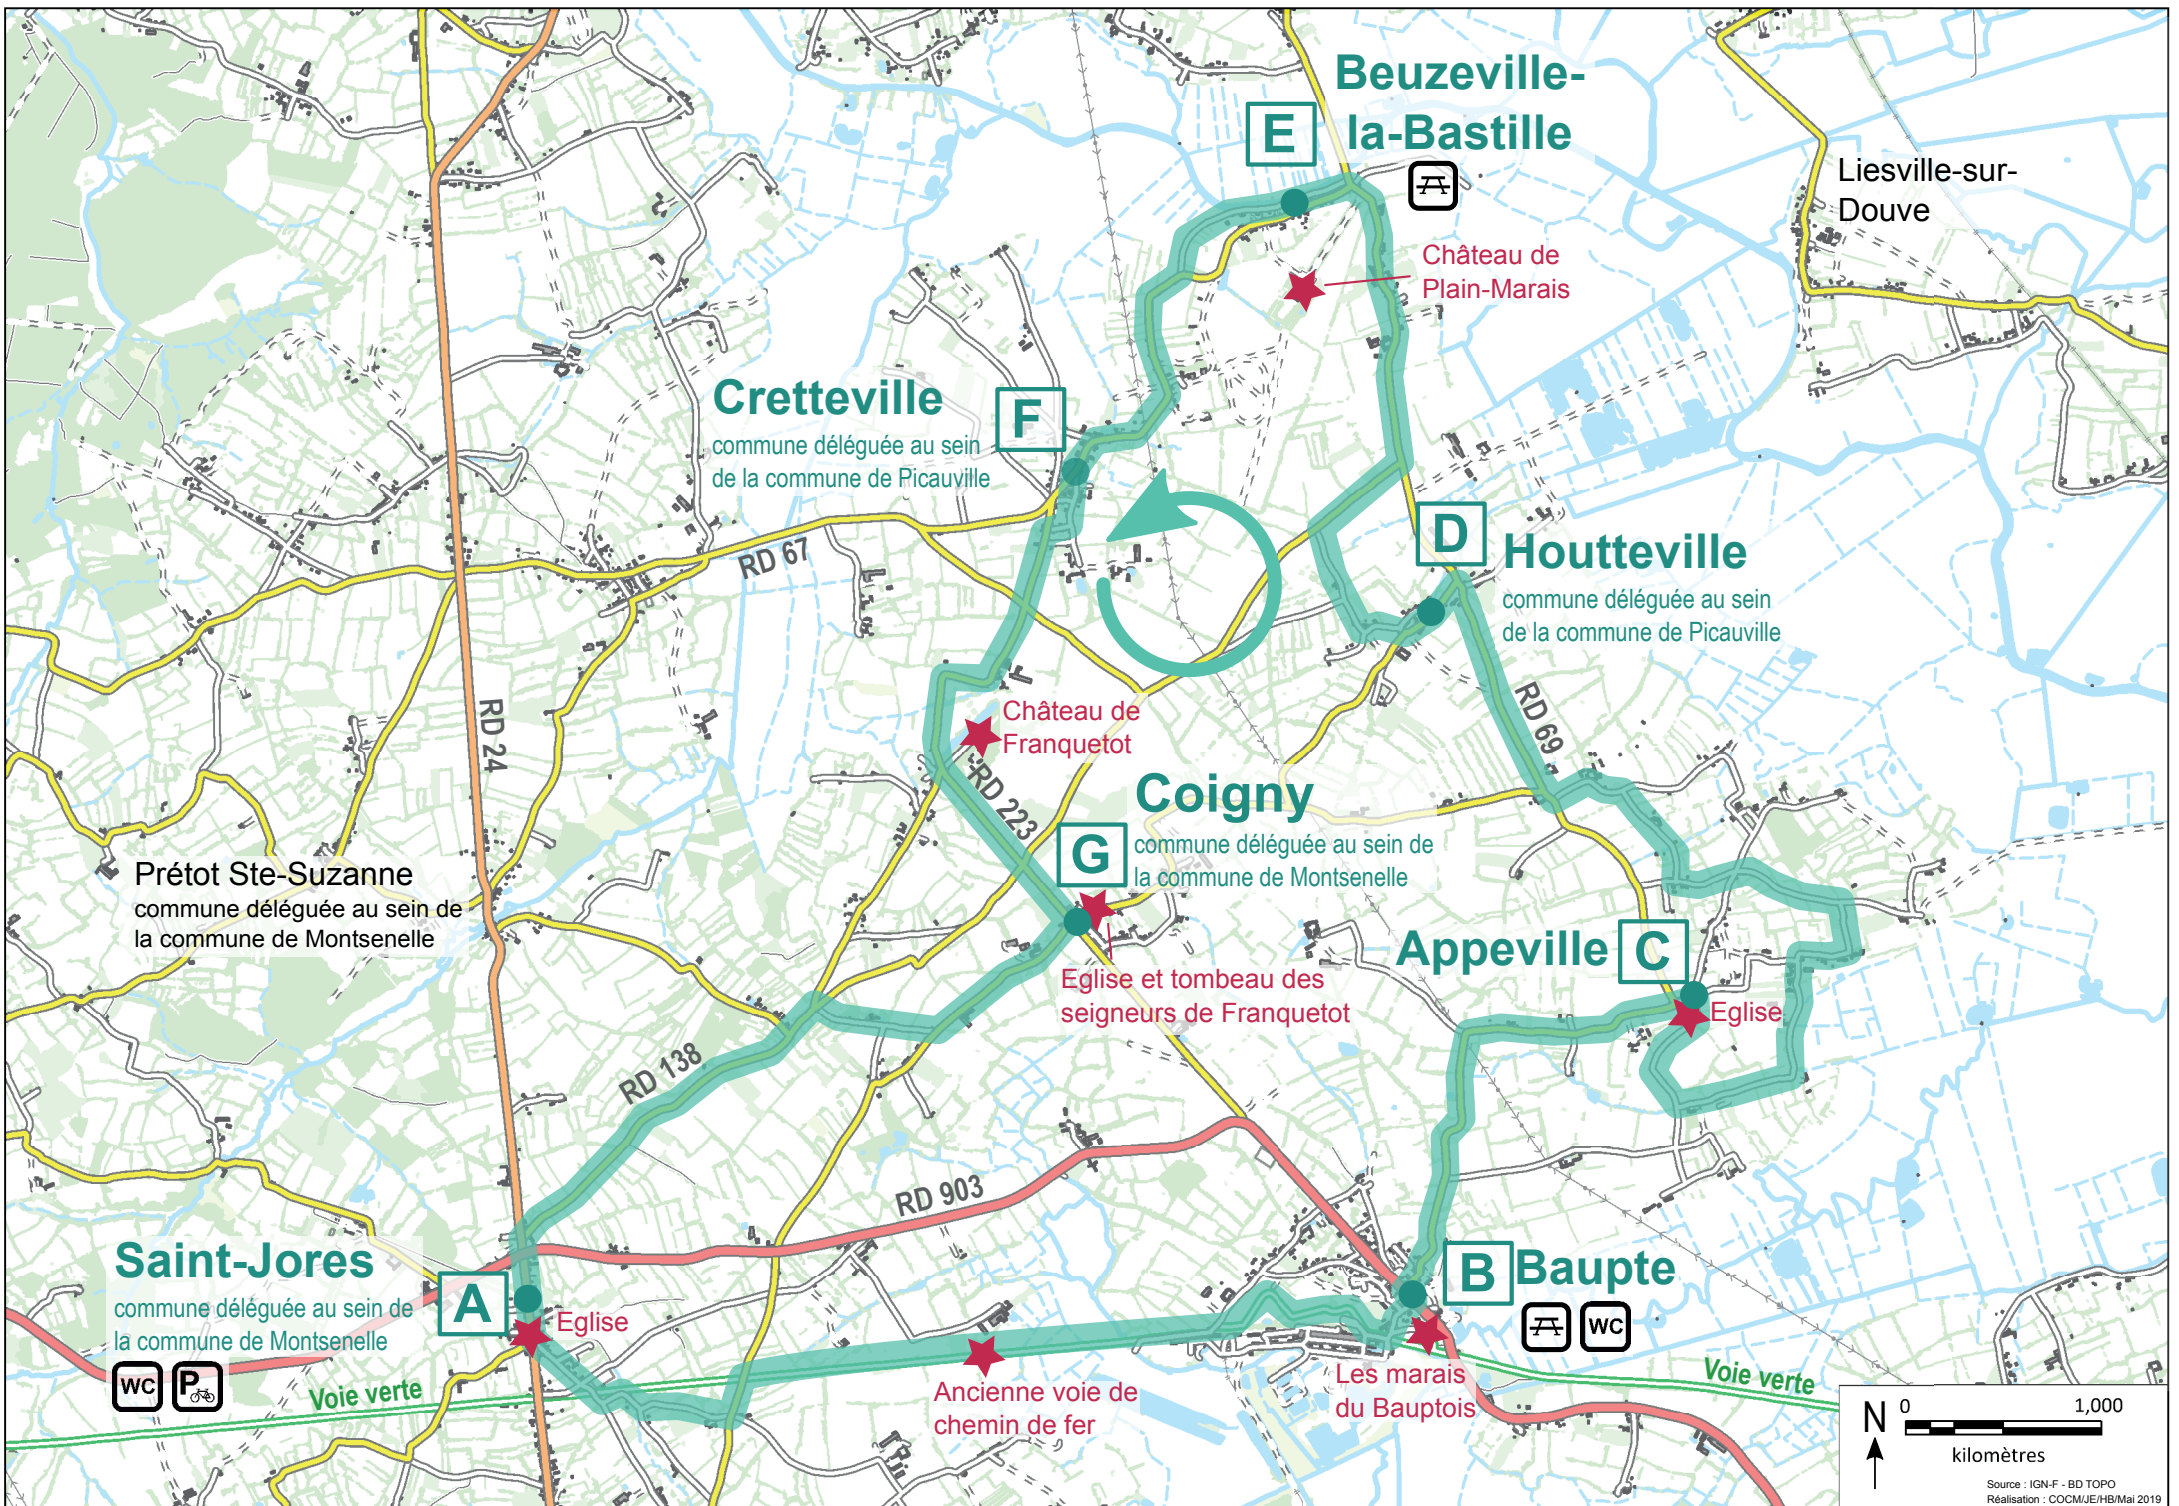 Beuzeville-
la-Bastille
E
Liesville-sur-
Douve
Château de
Plain-Marais
Cretteville
commune déléguée au sein
de la commune de Picauville
F
D
Houtteville
commune déléguée au sein
de la commune de Picauville
RD 67
RD 24
RD 69
Château de
Franquetot
RD 223
Coigny
G
commune déléguée au sein de
la commune de Montsenelle
Prétot Ste-Suzanne
commune déléguée au sein de
la commune de Montsenelle
Appeville
C
Eglise
Eglise et tombeau des
seigneurs de Franquetot
RD 138
RD 903
Saint-Jores
commune déléguée au sein de
la commune de Montsenelle
A
Eglise
WC
P
Voie verte
B
Baupte
WC
Ancienne voie de
chemin de fer
Les marais
du Bauptois
Voie verte
N
0 1,000
kilomètres
Source : IGN-F - BD TOPO
Réalisation : COCM/JE/HB/Mai 2019